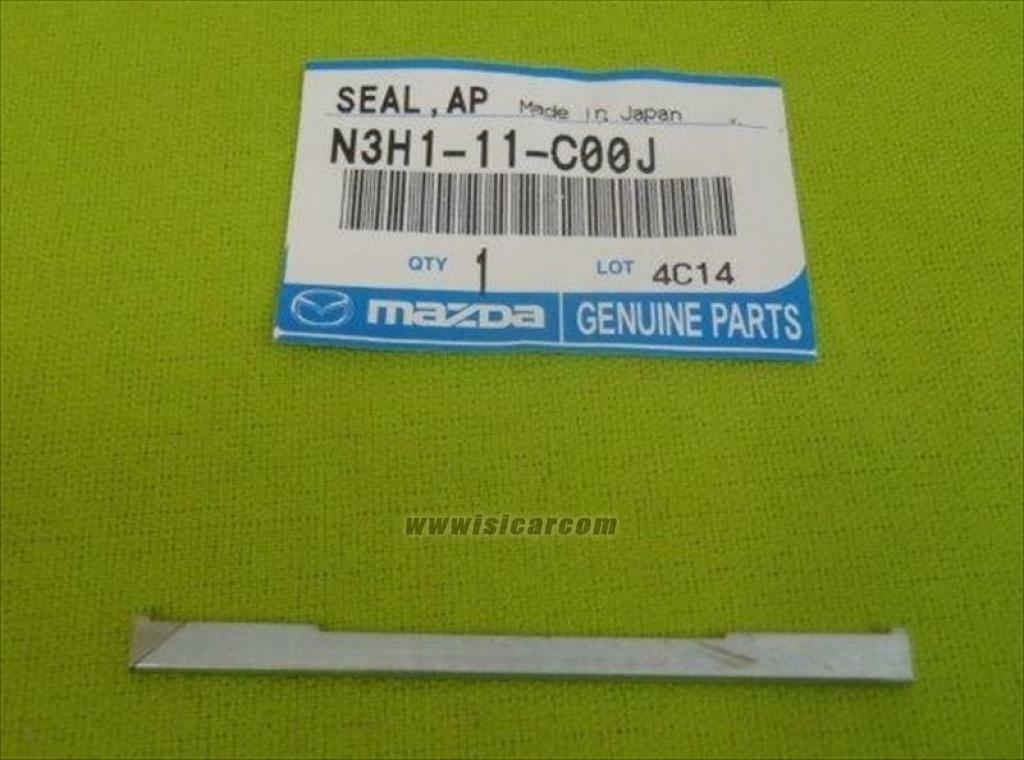 SEAL, AP Made in Japan
N3H1-11-C00J
QTY 1 LOT 4C14
mazda GENUINE PARTS
wwwisicarcom